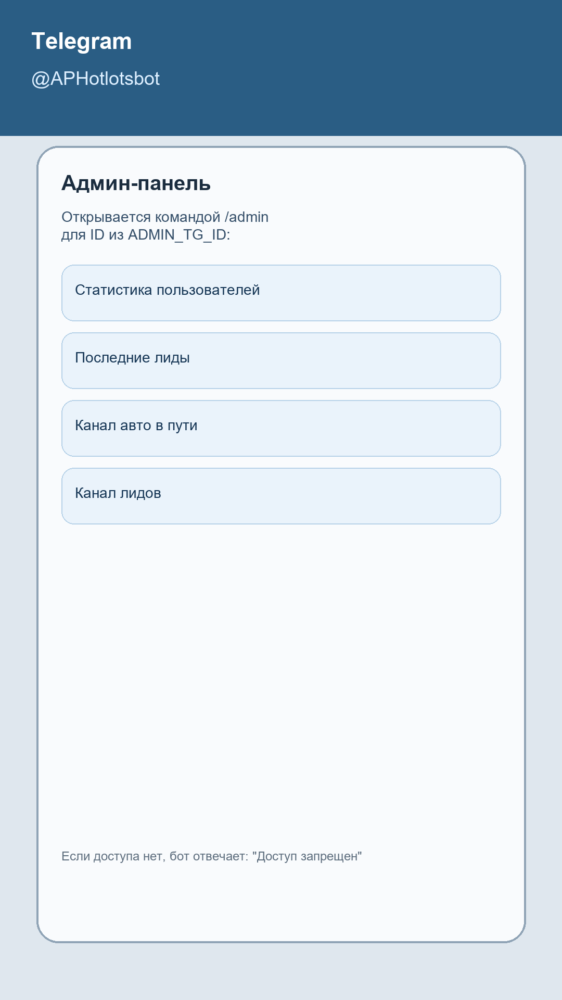 Telegram
@APHotlotsbot
Админ-панель
Открывается командой /admin
для ID из ADMIN_TG_ID:
Статистика пользователей
Последние лиды
Канал авто в пути
Канал лидов
Если доступа нет, бот отвечает: "Доступ запрещен"